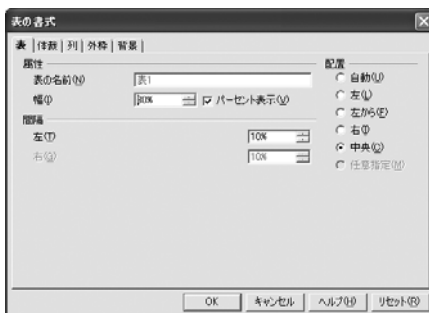 表の書式
表 体裁 列 外枠 背景
属性
表の名前(N) 表1
幅(I) 80% パーセント表示(V)
間隔
左(T) 10%
右(G) 10%
配置
自動(U)
左(L)
左から(F)
右(I)
中央(C)
任意指定(M)
OK キャンセル ヘルプ(H) リセット(R)